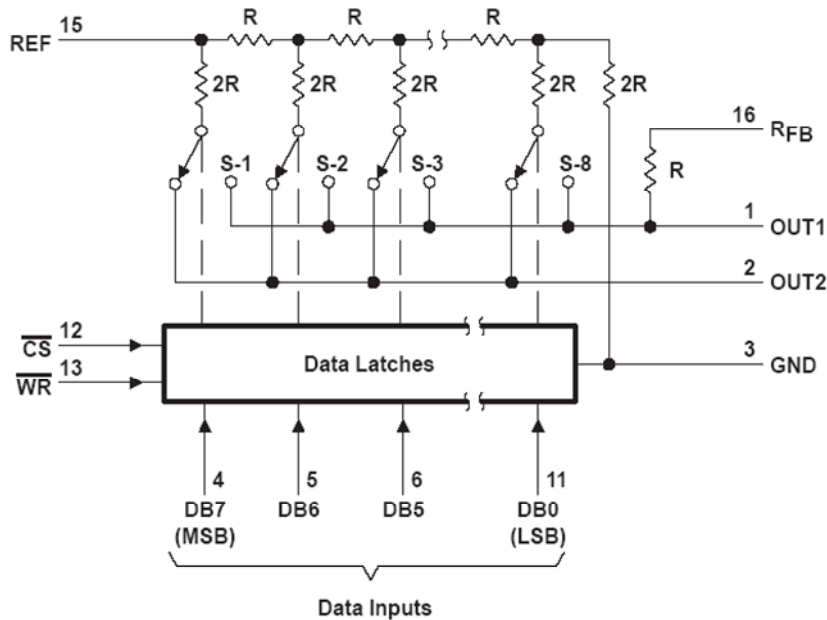 R R R
15
REF
2R 2R 2R 2R 2R
16
RFB
S-1 S-2 S-3 S-8
R
1
OUT1
2
OUT2
12
CS
13
WR
Data Latches
3
GND
4 5 6 11
DB7 DB6 DB5 DB0
(MSB) (LSB)
Data Inputs